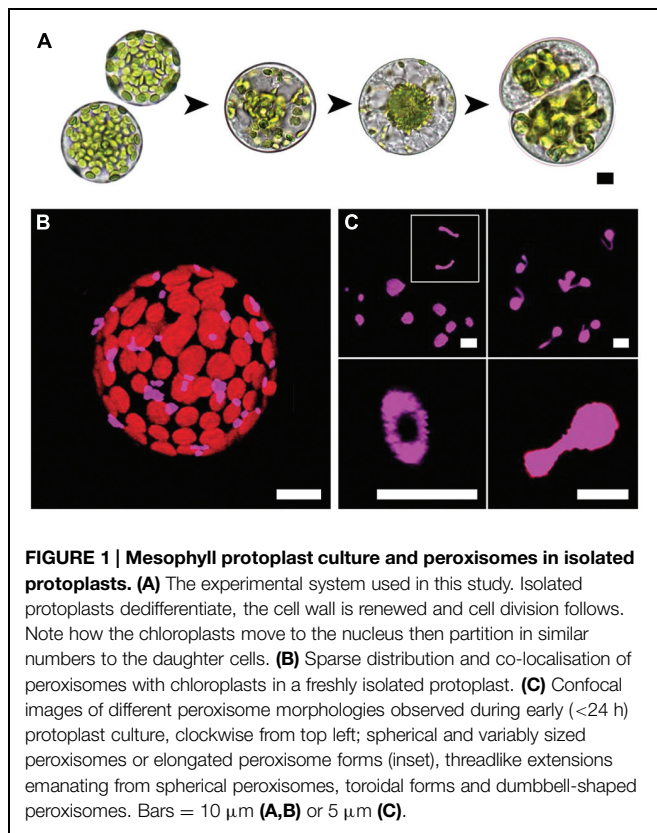 A
B
C
FIGURE 1 | Mesophyll protoplast culture and peroxisomes in isolated
protoplasts. (A) The experimental system used in this study. Isolated
protoplasts dedifferentiate, the cell wall is renewed and cell division follows.
Note how the chloroplasts move to the nucleus then partition in similar
numbers to the daughter cells. (B) Sparse distribution and co-localisation of
peroxisomes with chloroplasts in a freshly isolated protoplast. (C) Confocal
images of different peroxisome morphologies observed during early (<24 h)
protoplast culture, clockwise from top left; spherical and variably sized
peroxisomes or elongated peroxisome forms (inset), threadlike extensions
emanating from spherical peroxisomes, toroidal forms and dumbbell-shaped
peroxisomes. Bars = 10 μm (A,B) or 5 μm (C).